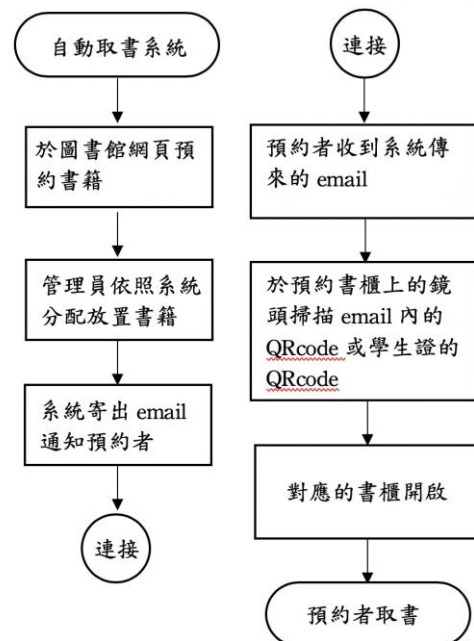 自動取書系統
於圖書館網頁預
約書籍
管理員依照系統
分配放置書籍
系統寄出 email
通知預約者
連接
連接
預約者收到系統傳
來的 email
於預約書櫃上的鏡
頭掃描 email 內的
QRcode 或學生證的
QRcode
對應的書櫃開啟
預約者取書